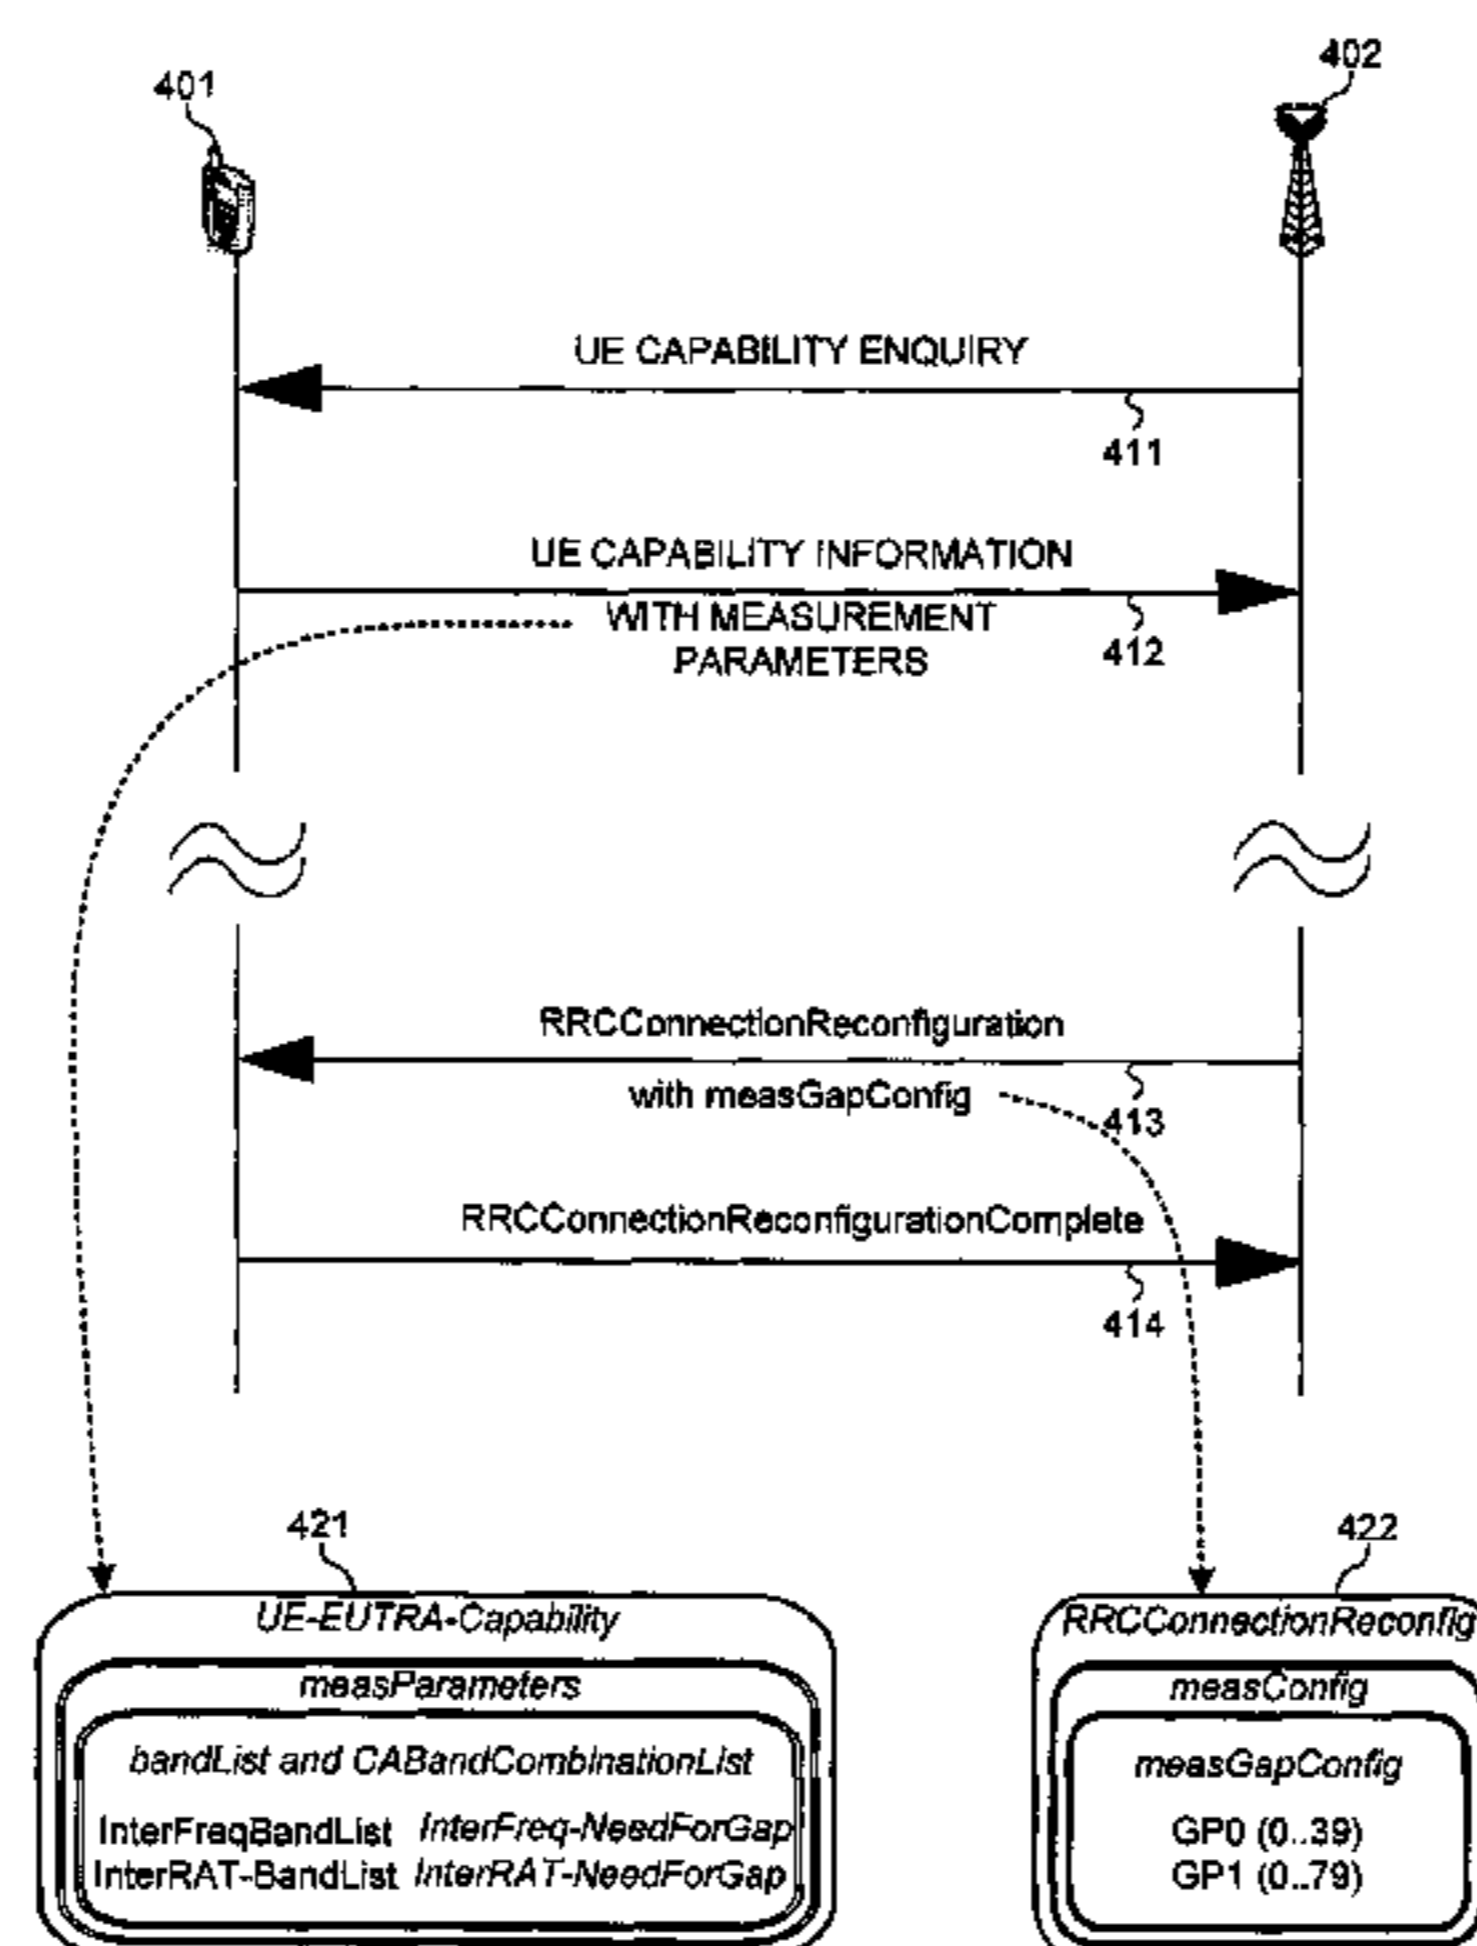 401
402
UE CAPABILITY ENQUIRY
411
UE CAPABILITY INFORMATION
WITH MEASUREMENT
PARAMETERS
412
RRCConnectionReconfiguration
with measGapConfig
413
RRCConnectionReconfigurationComplete
414
421
UE-EUTRA-Capability
measParameters
bandList and CABandCombinationList
InterFreqBandList InterFreq-NeedForGap
InterRAT-BandList InterRAT-NeedForGap
422
RRCConnectionReconfig
measConfig
measGapConfig
GP0 (0..39)
GP1 (0..79)